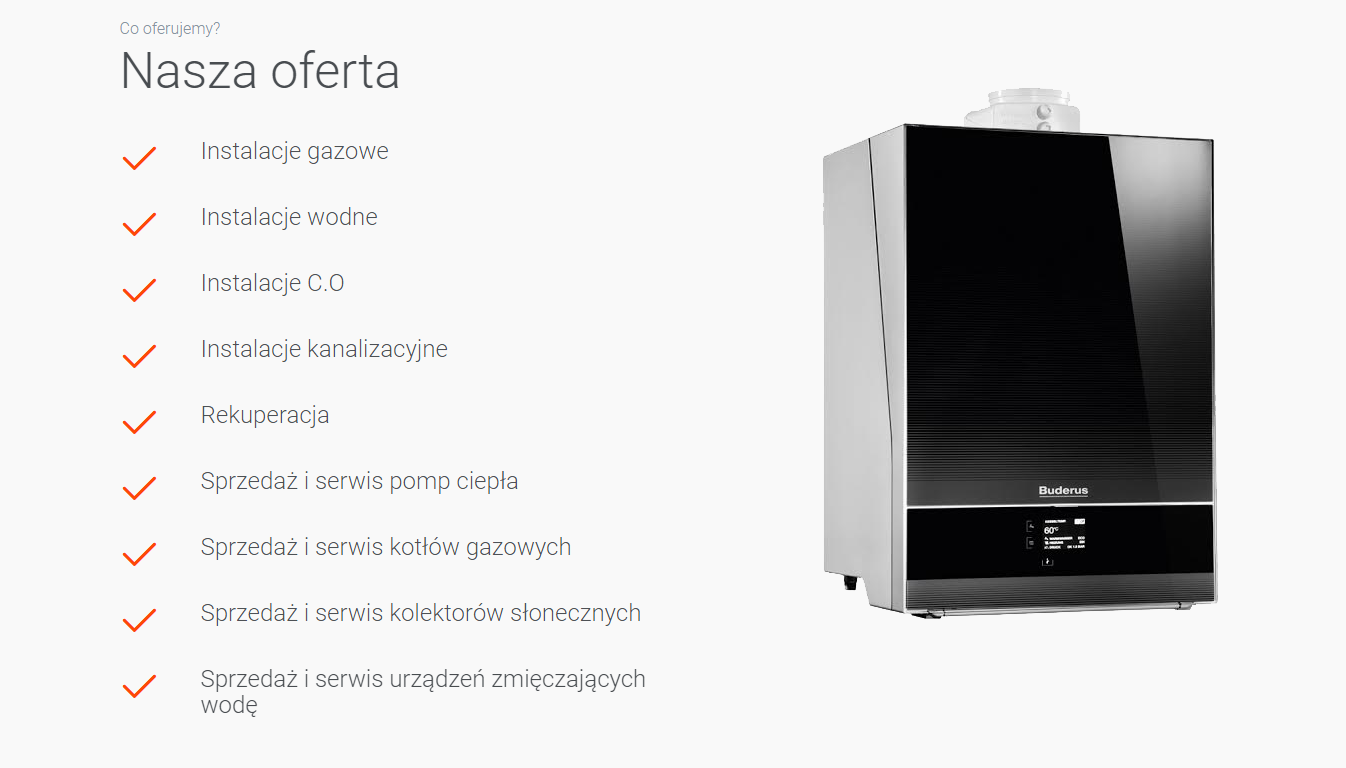 Co oferujemy?
Nasza oferta
Instalacje gazowe
Instalacje wodne
Instalacje C.O
Instalacje kanalizacyjne
Rekuperacja
Sprzedaż i serwis pomp ciepła
Sprzedaż i serwis kotłów gazowych
Sprzedaż i serwis kolektorów słonecznych
Sprzedaż i serwis urządzeń zmięczających
wodę
Buderus
60°C